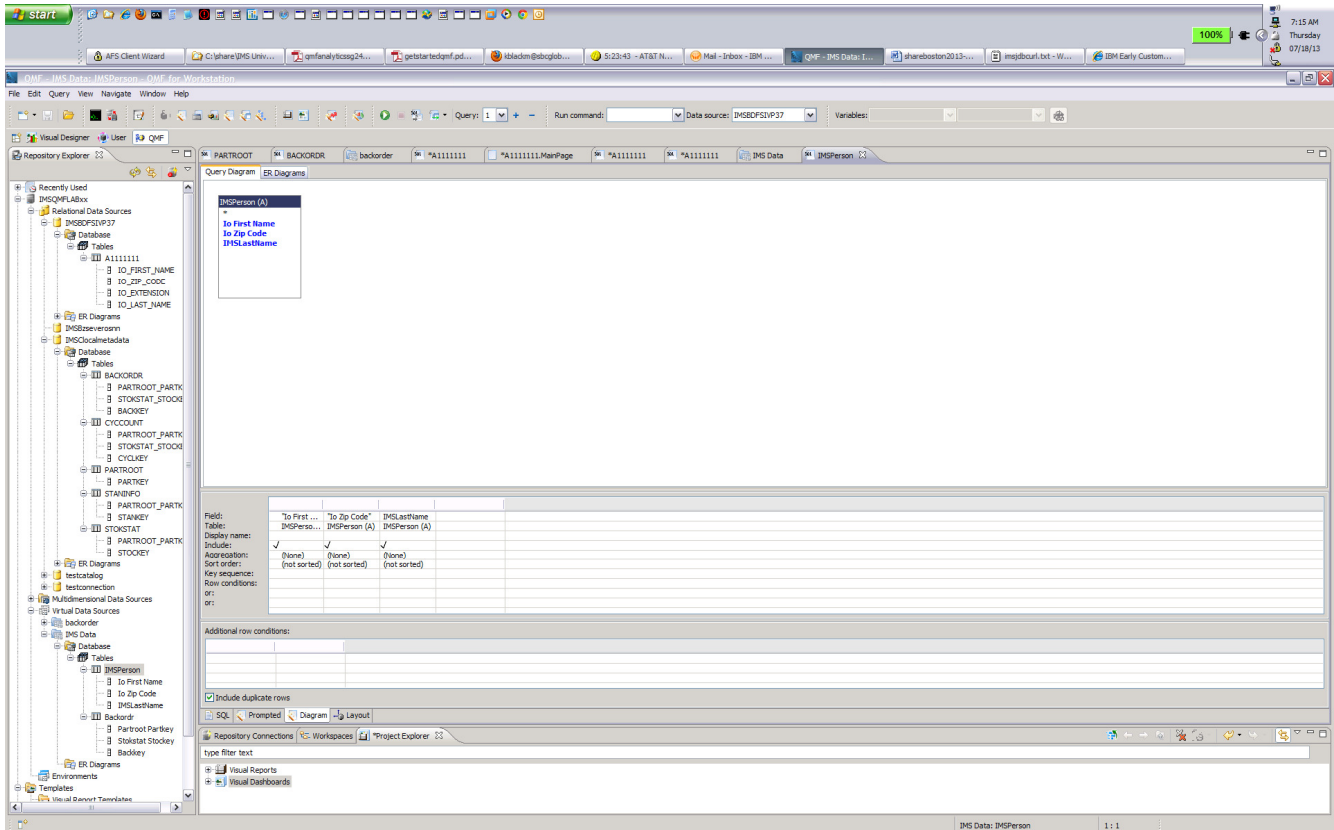 start
7:15 AM
100%
Thursday
07/18/13
AFS Client Wizard
C:\share\IMS Univ...
qmfanalyticssg24...
getstartedqmf.pd...
kbladkm@sbcglob...
5:23:43 - AT&T N...
Mail - Inbox - IBM ...
QMF - IMS Data: I...
shareboston2013-...
imsjdbcurl.txt - W...
IBM Early Custom...
QMF - IMS Data: IMSPerson - QMF for Workstation
File Edit Query View Navigate Window Help
Query: 1
Run command:
Data source: IMSBDFSIVP37
Variables:
Visual Designer User QMF
Repository Explorer
PARTROOT
BACKORDR
backorder
*A1111111
*A1111111.MainPage
*A1111111
*A1111111
IMS Data
IMSPerson
Query Diagram ER Diagrams
Recently Used
IMSQMFLABxx
Relational Data Sources
IMSBDFSIVP37
Database
Tables
A1111111
IO_FIRST_NAME
IO_ZIP_CODE
IO_EXTENSION
IO_LAST_NAME
ER Diagrams
IMSBzseverosnn
IMSClocalmetadata
Database
Tables
BACKORDR
PARTROOT_PARTK
STOKSTAT_STOCKE
BACKKEY
CYCCOUNT
PARTROOT_PARTK
STOKSTAT_STOCKE
CYCLKEY
PARTROOT
PARTKEY
STANINFO
PARTROOT_PARTK
STANKEY
STOKSTAT
PARTROOT_PARTK
STOCKEY
ER Diagrams
testcatalog
testconnection
Multidimensional Data Sources
Virtual Data Sources
backorder
IMS Data
Database
Tables
IMSPerson
Io First Name
Io Zip Code
IMSLastName
Backordr
Partroot Partkey
Stokstat Stockey
Backkey
ER Diagrams
Environments
Templates
Visual Report Templates
IMSPerson (A)
*
Io First Name
Io Zip Code
IMSLastName
Field: "Io First ... "Io Zip Code" IMSLastName
Table: IMSPerso... IMSPerson (A) IMSPerson (A)
Display name:
Include: √ √ √
Aggregation: (None) (None) (None)
Sort order: (not sorted) (not sorted) (not sorted)
Key sequence:
Row conditions:
or:
or:
Additional row conditions:
Include duplicate rows
SQL Prompted Diagram Layout
Repository Connections Workspaces *Project Explorer
type filter text
Visual Reports
Visual Dashboards
IMS Data: IMSPerson
1 : 1